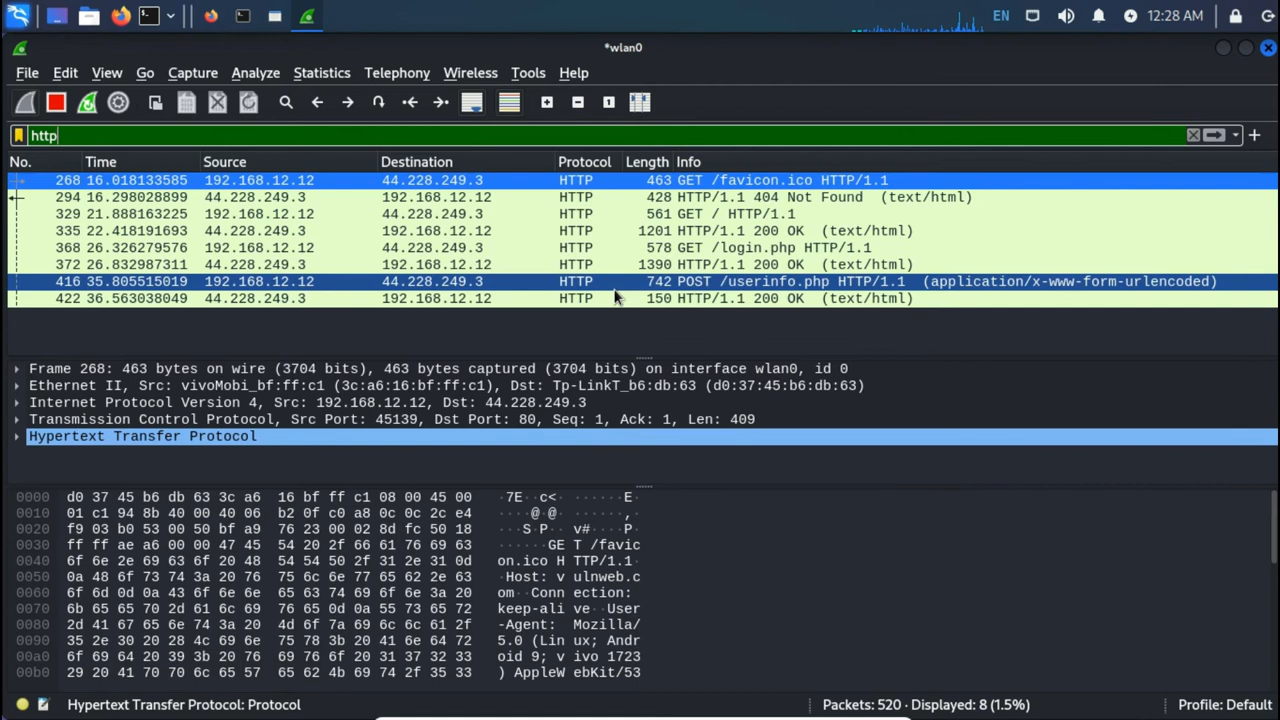 EN 12:28 AM
*wlan0
File Edit View Go Capture Analyze Statistics Telephony Wireless Tools Help
http
No. Time Source Destination Protocol Length Info
268 16.018133585 192.168.12.12 44.228.249.3 HTTP 463 GET /favicon.ico HTTP/1.1
294 16.298028899 44.228.249.3 192.168.12.12 HTTP 428 HTTP/1.1 404 Not Found (text/html)
329 21.888163225 192.168.12.12 44.228.249.3 HTTP 561 GET / HTTP/1.1
335 22.418191693 44.228.249.3 192.168.12.12 HTTP 1201 HTTP/1.1 200 OK (text/html)
368 26.326279576 192.168.12.12 44.228.249.3 HTTP 578 GET /login.php HTTP/1.1
372 26.832987311 44.228.249.3 192.168.12.12 HTTP 1390 HTTP/1.1 200 OK (text/html)
416 35.805515019 192.168.12.12 44.228.249.3 HTTP 742 POST /userinfo.php HTTP/1.1 (application/x-www-form-urlencoded)
422 36.563038049 44.228.249.3 192.168.12.12 HTTP 150 HTTP/1.1 200 OK (text/html)
Frame 268: 463 bytes on wire (3704 bits), 463 bytes captured (3704 bits) on interface wlan0, id 0
Ethernet II, Src: vivoMobi_bf:ff:c1 (3c:a6:16:bf:ff:c1), Dst: Tp-LinkT_b6:db:63 (d0:37:45:b6:db:63)
Internet Protocol Version 4, Src: 192.168.12.12, Dst: 44.228.249.3
Transmission Control Protocol, Src Port: 45139, Dst Port: 80, Seq: 1, Ack: 1, Len: 409
Hypertext Transfer Protocol
0000 d0 37 45 b6 db 63 3c a6 16 bf ff c1 08 00 45 00 ·7E··c<· ······E·
0010 01 c1 94 8b 40 00 40 06 b2 0f c0 a8 0c 0c 2c e4 ····@·@· ······,·
0020 f9 03 b0 53 00 50 bf a9 76 23 00 02 8d fc 50 18 ···S·P·· v#····P·
0030 ff ff ae a6 00 00 47 45 54 20 2f 66 61 76 69 63 ······GE T /favic
0040 6f 6e 2e 69 63 6f 20 48 54 54 50 2f 31 2e 31 0d on.ico H TTP/1.1·
0050 0a 48 6f 73 74 3a 20 76 75 6c 6e 77 65 62 2e 63 ·Host: v ulnweb.c
0060 6f 6d 0d 0a 43 6f 6e 6e 65 63 74 69 6f 6e 3a 20 om··Conn ection:
0070 6b 65 65 70 2d 61 6c 69 76 65 0d 0a 55 73 65 72 keep-ali ve··User
0080 2d 41 67 65 6e 74 3a 20 4d 6f 7a 69 6c 6c 61 2f -Agent: Mozilla/
0090 35 2e 30 20 28 4c 69 6e 75 78 3b 20 41 6e 64 72 5.0 (Lin ux; Andr
00a0 6f 69 64 20 39 3b 20 76 69 76 6f 20 31 37 32 33 oid 9; v ivo 1723
00b0 29 20 41 70 70 6c 65 57 65 62 4b 69 74 2f 35 33 ) AppleW ebKit/53
Hypertext Transfer Protocol: Protocol Packets: 520 · Displayed: 8 (1.5%) Profile: Default